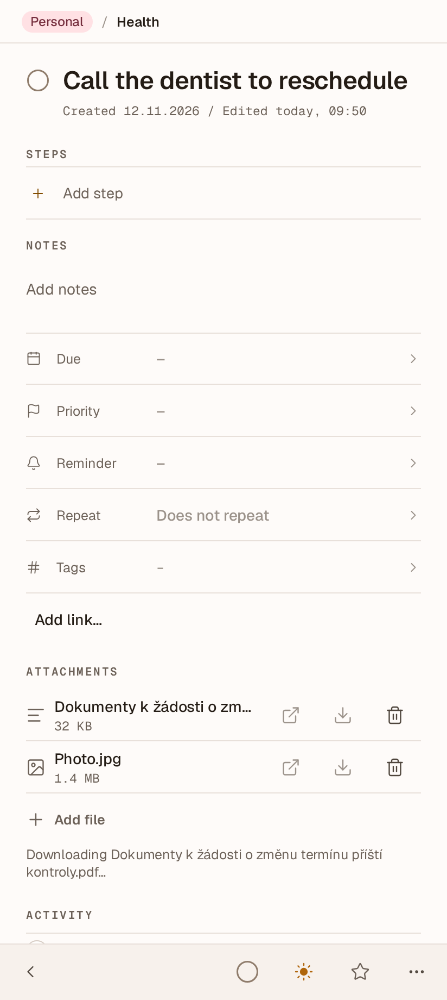 Personal / Health
Call the dentist to reschedule
Created 12.11.2026 / Edited today, 09:50
STEPS
+ Add step
NOTES
Add notes
Due –
Priority –
Reminder –
Repeat Does not repeat
Tags –
Add link...
ATTACHMENTS
Dokumenty k žádosti o zm...
32 KB
Photo.jpg
1.4 MB
+ Add file
Downloading Dokumenty k žádosti o změnu termínu příští
kontroly.pdf...
ACTIVITY